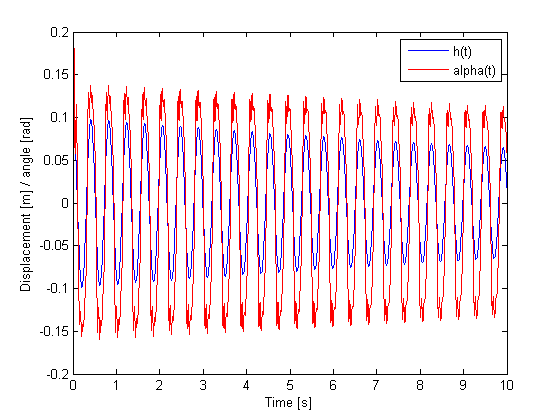 0.2
0.15
0.1
0.05
0
-0.05
-0.1
-0.15
-0.2
Displacement [m] / angle [rad]
h(t)
alpha(t)
0 1 2 3 4 5 6 7 8 9 10
Time [s]